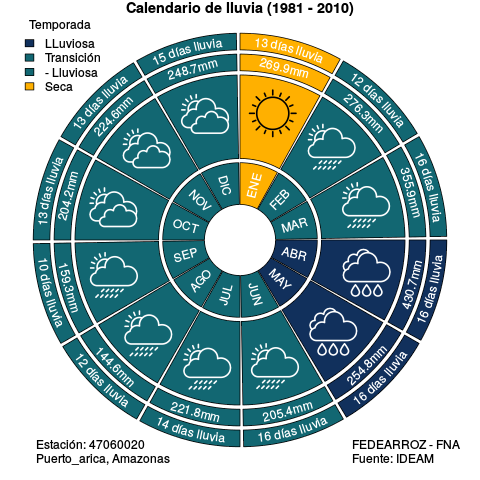 Calendario de lluvia (1981 - 2010)
Temporada
LLuviosa
Transición
- Lluviosa
Seca
13 días lluvia
269.9mm
ENE
12 días lluvia
276.3mm
FEB
16 días lluvia
355.9mm
MAR
16 días lluvia
430.7mm
ABR
16 días lluvia
254.8mm
MAY
16 días lluvia
205.4mm
JUN
14 días lluvia
221.8mm
JUL
12 días lluvia
144.6mm
AGO
10 días lluvia
159.3mm
SEP
13 días lluvia
204.2mm
OCT
13 días lluvia
224.6mm
NOV
15 días lluvia
248.7mm
DIC
Estación: 47060020
Puerto_arica, Amazonas
FEDEARROZ - FNA
Fuente: IDEAM